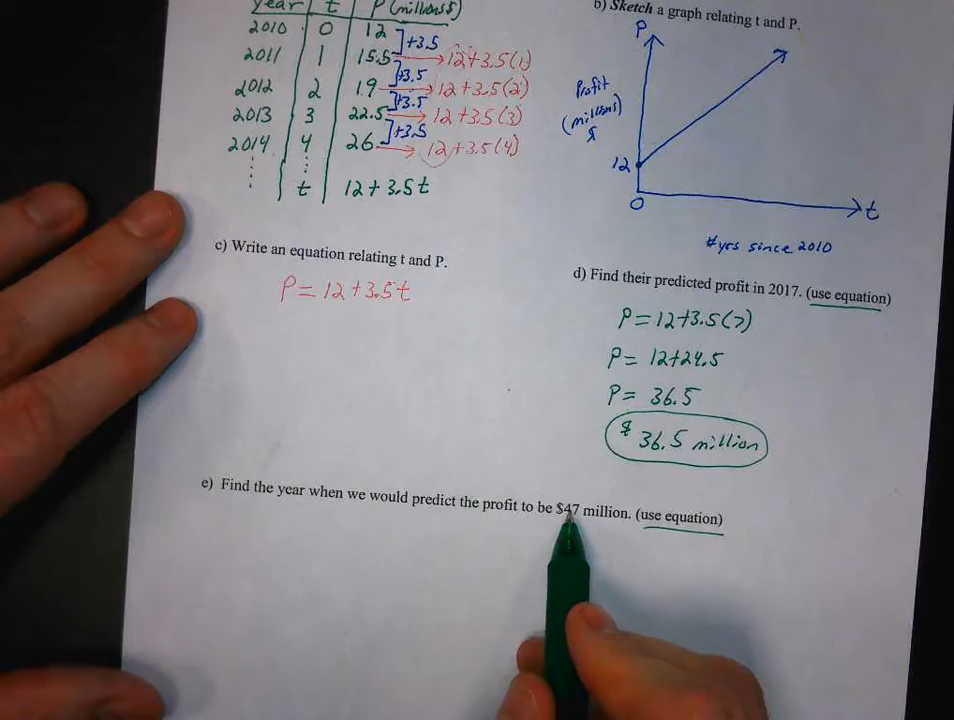 year t P (millions $)
2010 0 12
+3.5
2011 1 15.5 → 12+3.5(1)
+3.5
2012 2 19 → 12+3.5(2)
+3.5
2013 3 22.5 → 12+3.5(3)
+3.5
2014 4 26 → 12+3.5(4)
t 12+3.5t
b) Sketch a graph relating t and P.
P
Profit
(millions)
$
12
0
t
#yrs since 2010
c) Write an equation relating t and P.
P=12+3.5t
d) Find their predicted profit in 2017. (use equation)
P=12+3.5(7)
P= 12+24.5
P= 36.5
$36.5 million
e) Find the year when we would predict the profit to be $47 million. (use equation)